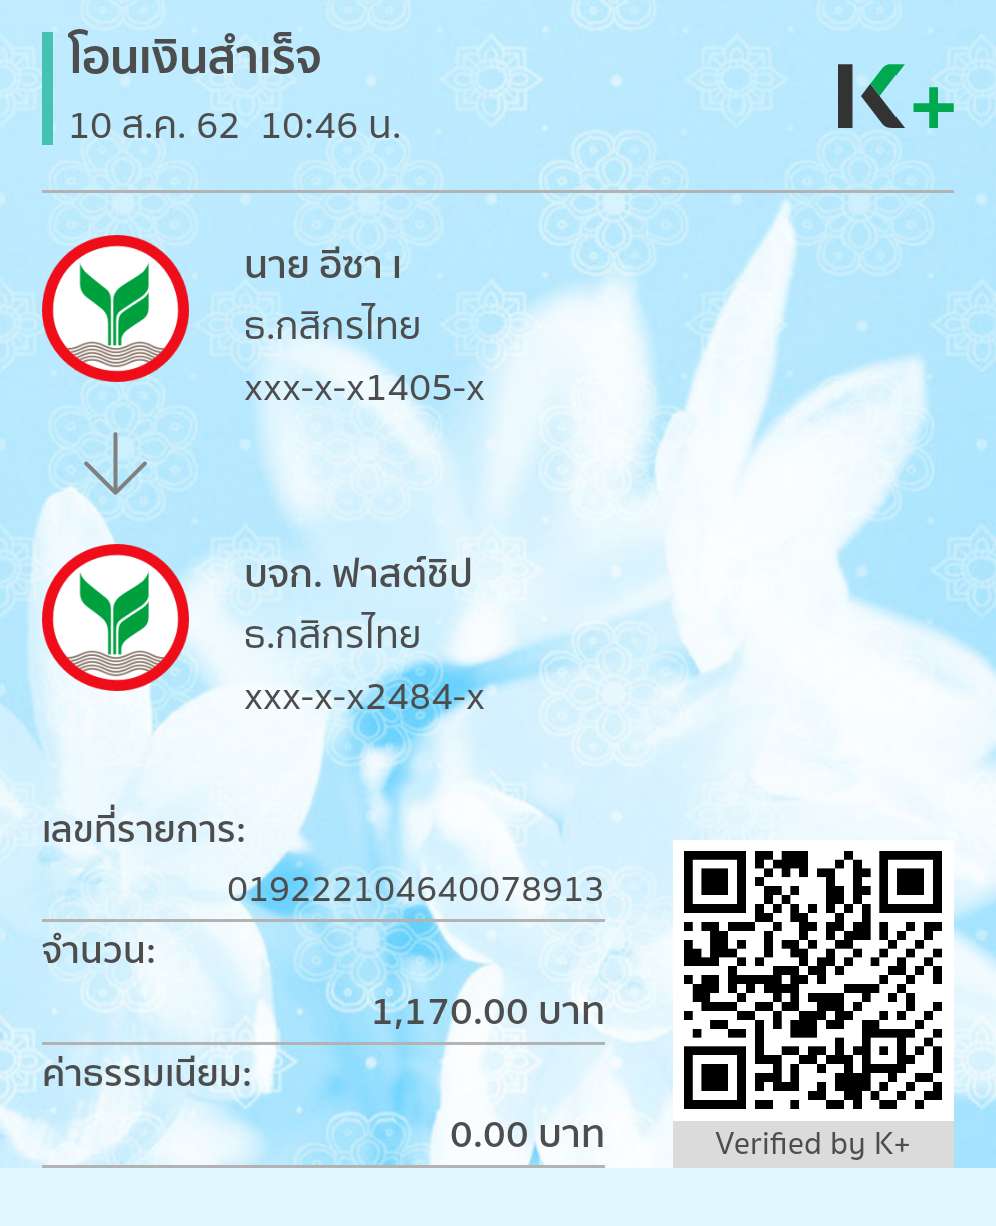 โอนเงินสำเร็จ
10 ส.ค. 62 10:46 น.
K+
นาย อีซา เ
ธ.กสิกรไทย
xxx-x-x1405-x
บจก. ฟาสต์ชิป
ธ.กสิกรไทย
xxx-x-x2484-x
เลขที่รายการ:
019222104640078913
จำนวน:
1,170.00 บาท
ค่าธรรมเนียม:
0.00 บาท
Verified by K+